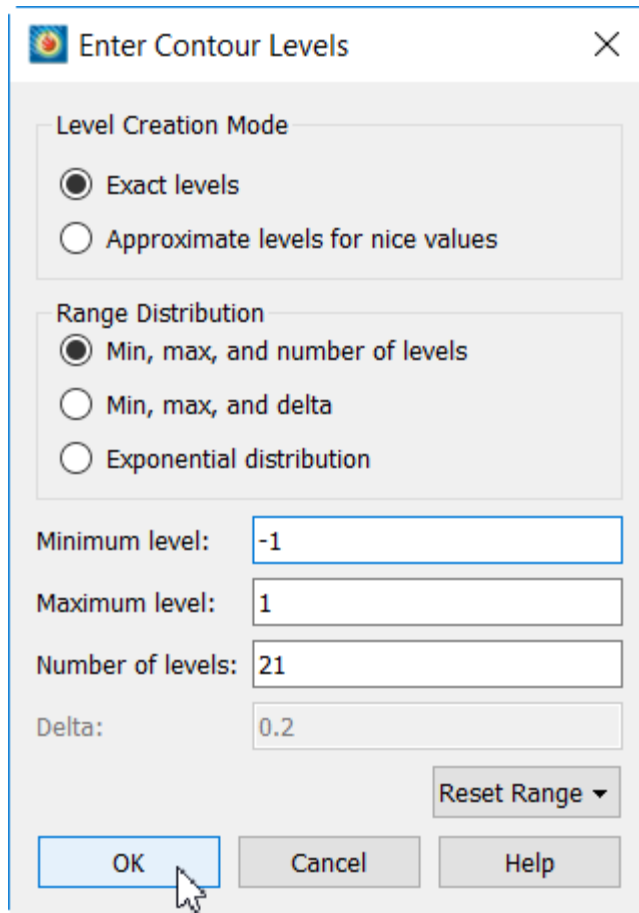 Enter Contour Levels
Level Creation Mode
Exact levels
Approximate levels for nice values
Range Distribution
Min, max, and number of levels
Min, max, and delta
Exponential distribution
Minimum level: -1
Maximum level: 1
Number of levels: 21
Delta: 0.2
Reset Range
OK Cancel Help